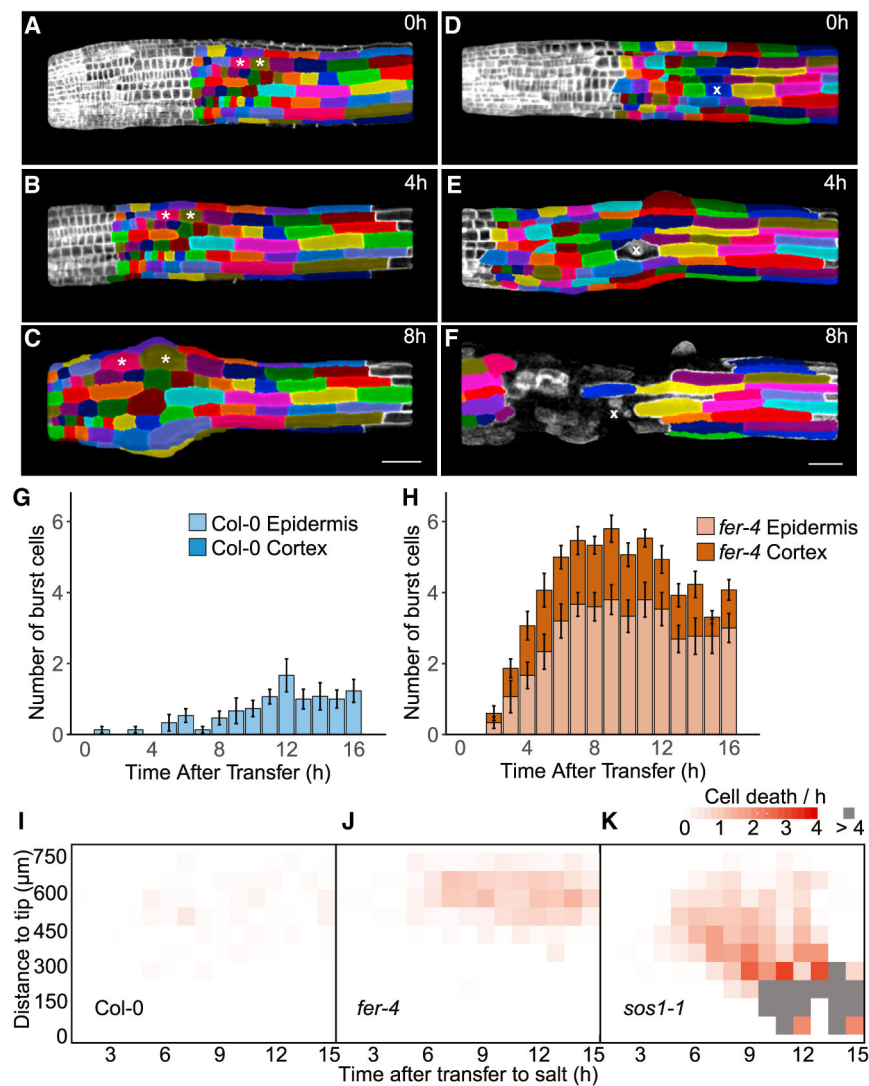 A 0h
D 0h
* *
x
B 4h
E 4h
* *
x
C 8h
F 8h
* *
x
G
Col-0 Epidermis
Col-0 Cortex
Number of burst cells
6
4
2
0
0 4 8 12 16
Time After Transfer (h)
H
fer-4 Epidermis
fer-4 Cortex
Number of burst cells
6
4
2
0
0 4 8 12 16
Time After Transfer (h)
Cell death / h
0 1 2 3 4 > 4
I J K
Distance to tip (µm)
750
600
450
300
150
0
Col-0 fer-4 sos1-1
3 6 9 12 15 3 6 9 12 15 3 6 9 12 15
Time after transfer to salt (h)